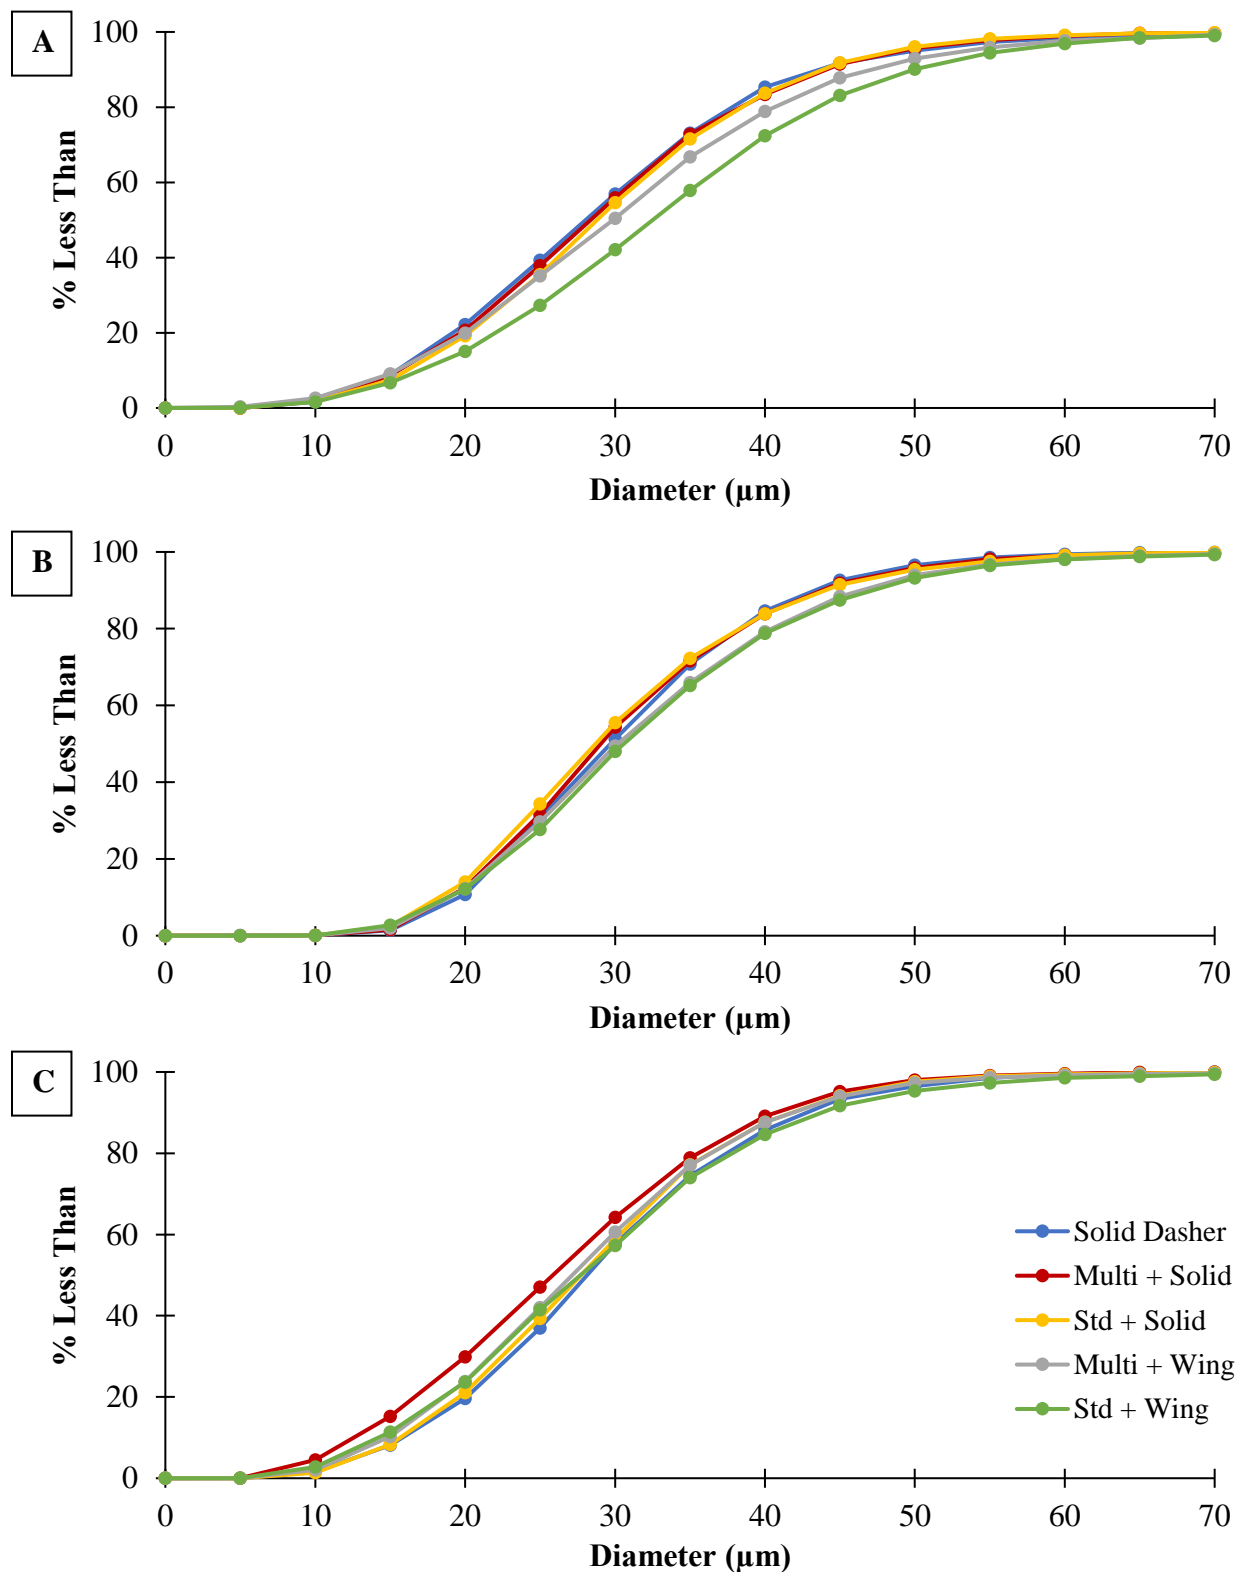 A
100
80
60
40
20
0
% Less Than
0 10 20 30 40 50 60 70
Diameter (µm)
B
100
80
60
40
20
0
% Less Than
0 10 20 30 40 50 60 70
Diameter (µm)
C
100
80
60
40
20
0
% Less Than
Solid Dasher
Multi + Solid
Std + Solid
Multi + Wing
Std + Wing
0 10 20 30 40 50 60 70
Diameter (µm)